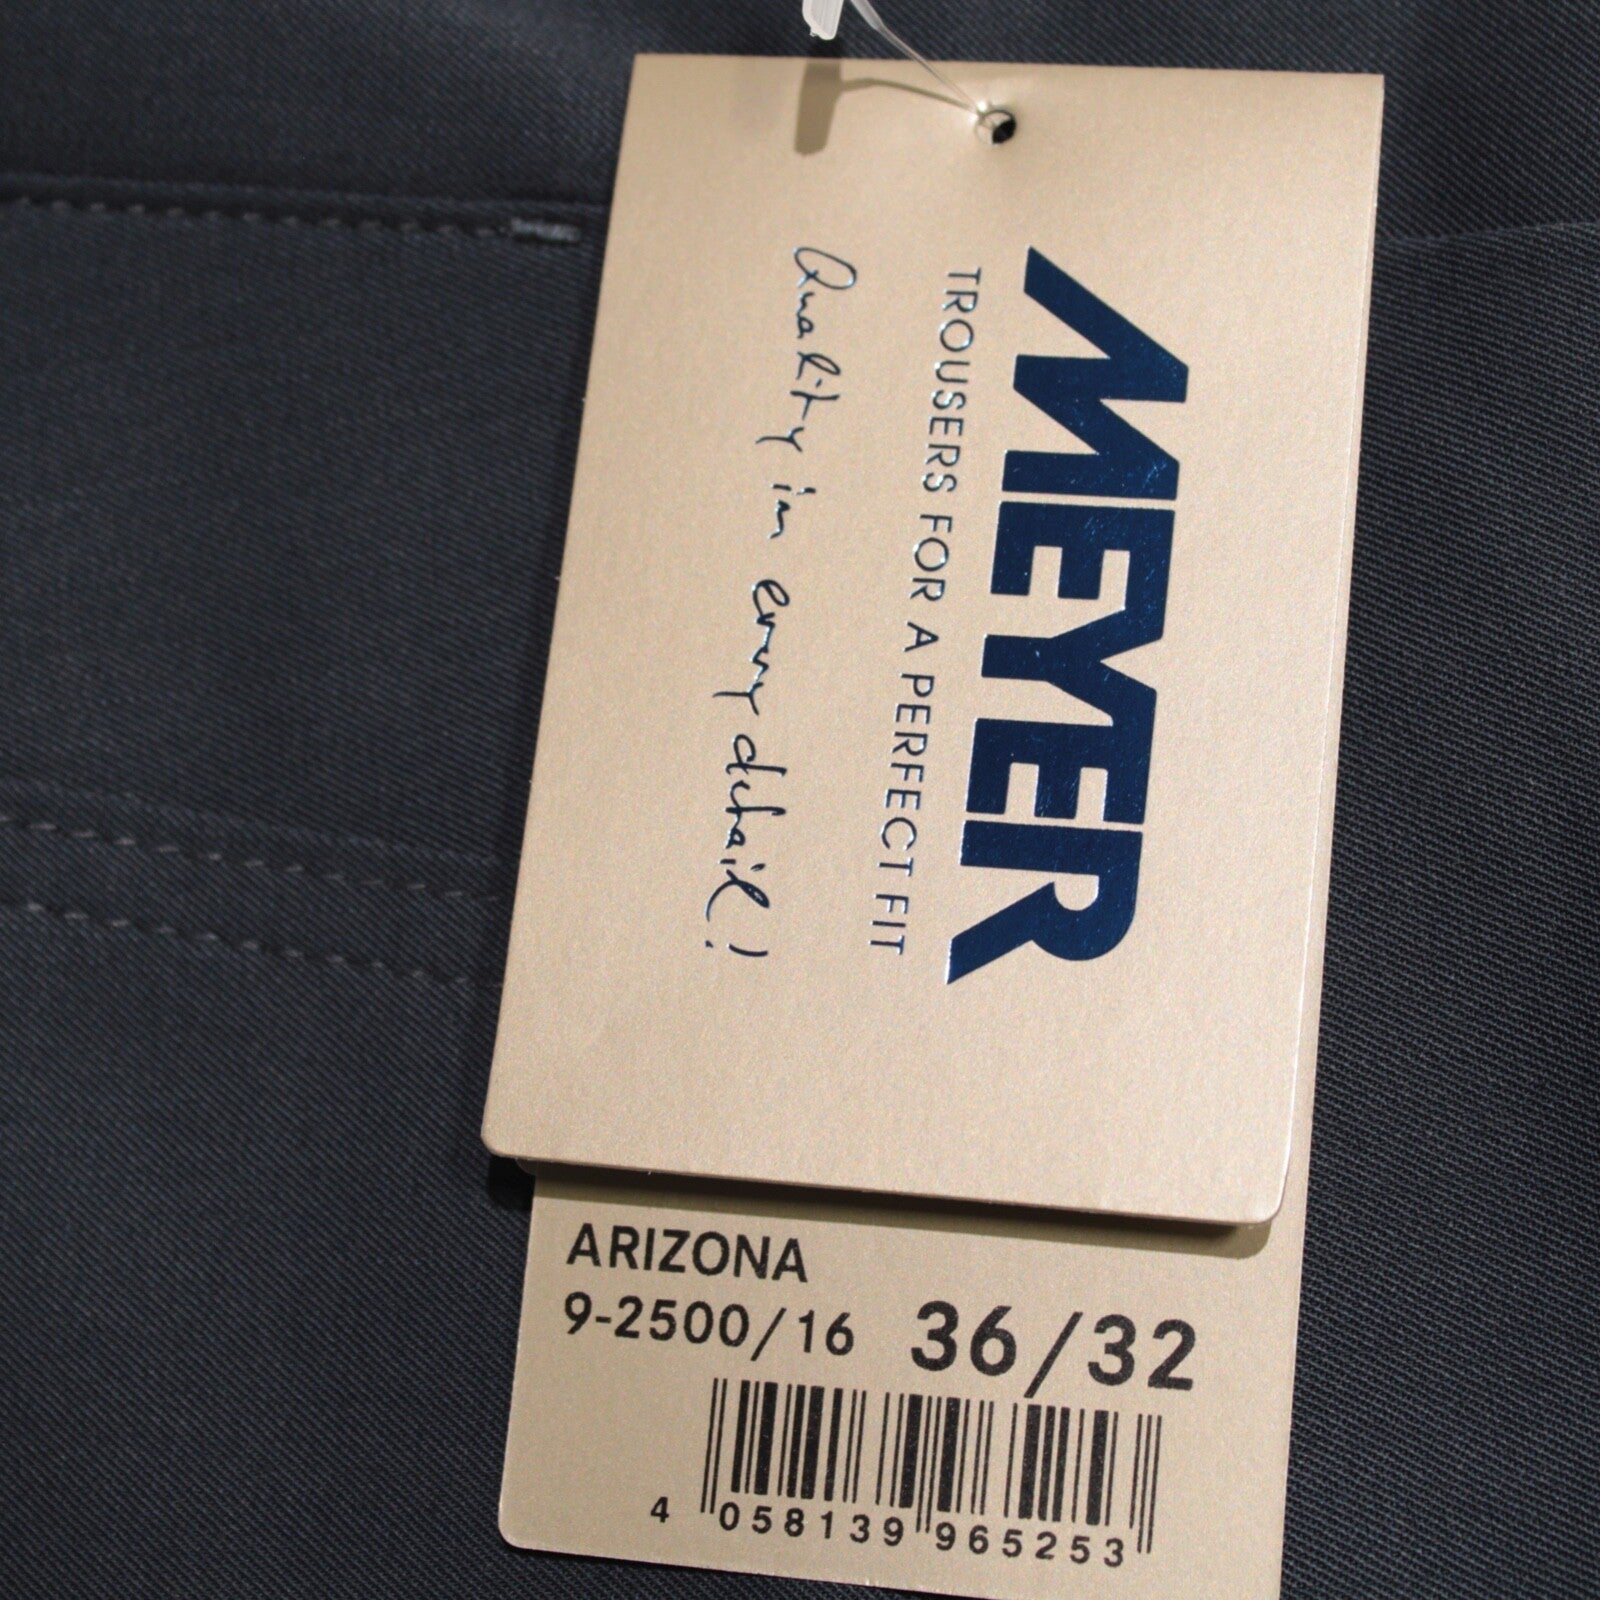 MEYER
TROUSERS FOR A PERFECT FIT
Quality in every detail!
ARIZONA
9-2500/16 36/32
4 058139 965253